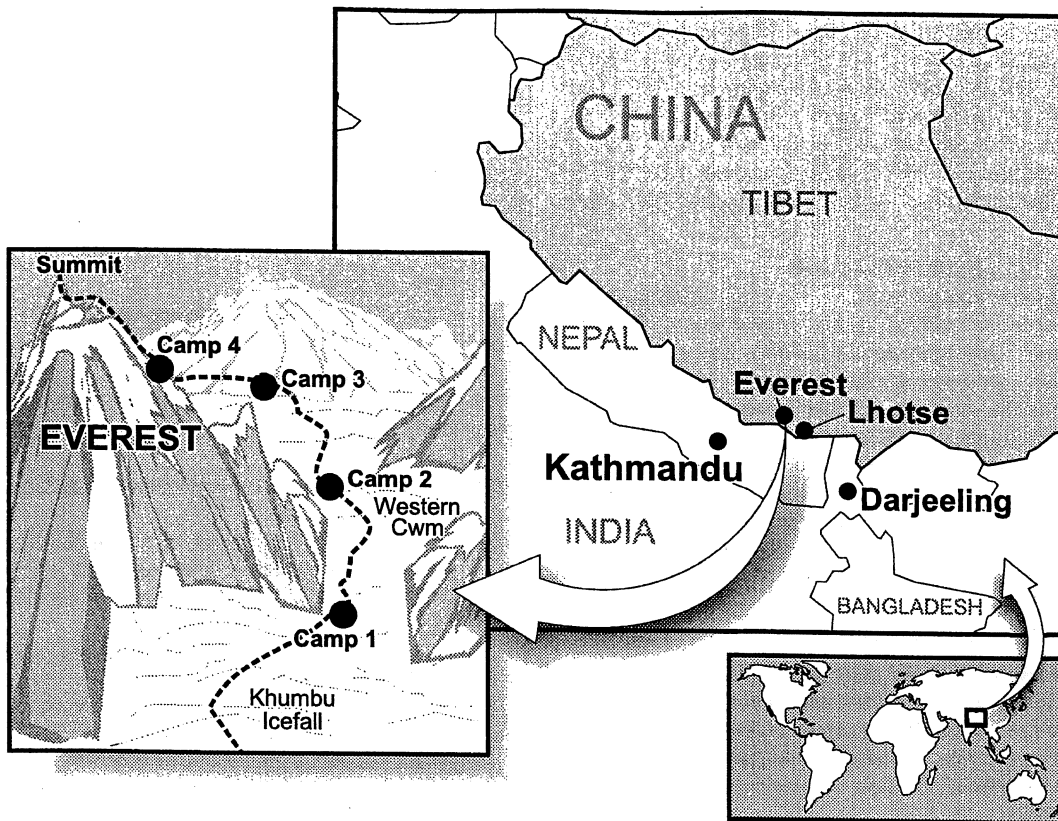 CHINA
TIBET
NEPAL
Everest
Lhotse
Kathmandu
Darjeeling
INDIA
BANGLADESH
Summit
Camp 4
Camp 3
EVEREST
Camp 2
Western
Cwm
Camp 1
Khumbu
Icefall